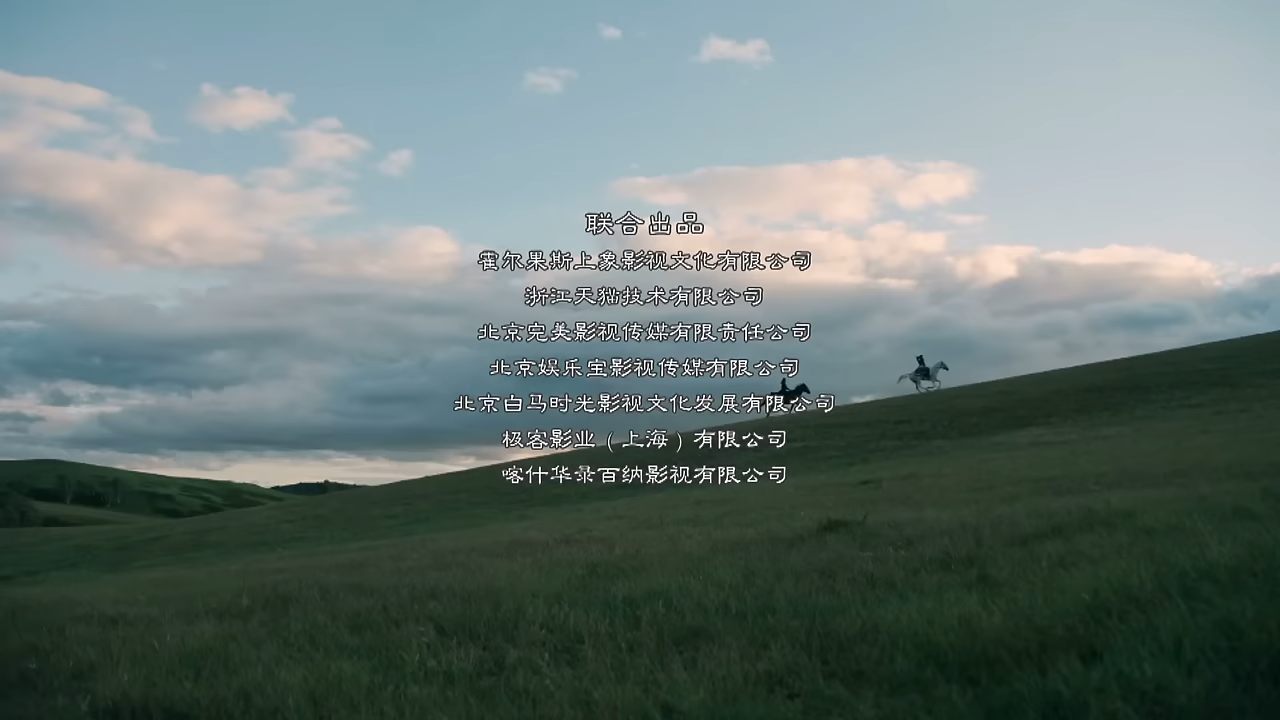 联合出品
霍尔果斯上象影视文化有限公司
浙江天猫技术有限公司
北京完美影视传媒有限责任公司
北京娱乐宝影视传媒有限公司
北京白马时光影视文化发展有限公司
极客影业（上海）有限公司
喀什华录百纳影视有限公司